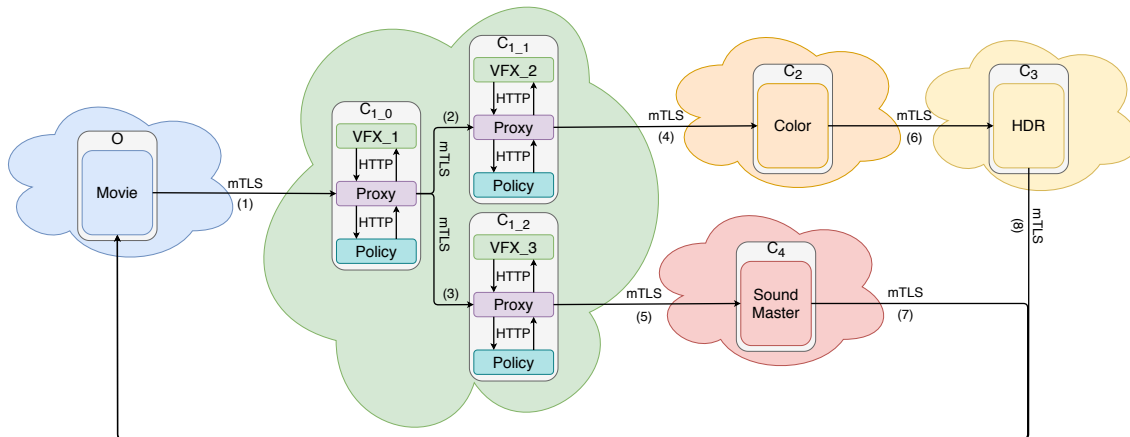 O
Movie
mTLS
(1)
C1_0
VFX_1
HTTP
Proxy
HTTP
Policy
(2)
mTLS
mTLS
(3)
C1_1
VFX_2
HTTP
Proxy
HTTP
Policy
C1_2
VFX_3
HTTP
Proxy
HTTP
Policy
mTLS
(4)
C2
Color
mTLS
(6)
C3
HDR
mTLS
(8)
mTLS
(5)
C4
Sound
Master
mTLS
(7)